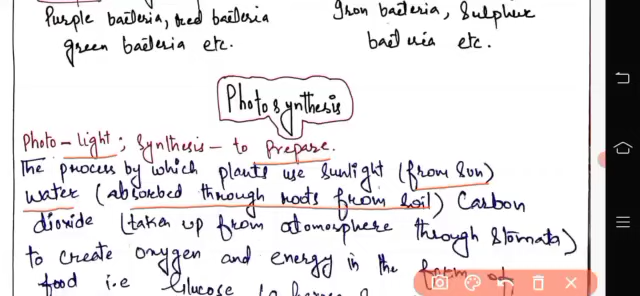 Purple bacteria, red bacteria
green bacteria etc.
Iron bacteria, Sulphur
bacteria etc.
Photosynthesis
Photo - Light ; Synthesis - to Prepare.
The process by which plants use sunlight (from sun)
water (absorbed through roots from soil) Carbon
dioxide (taken up from atomosphere through stomata)
to create oxygen and energy in the form of
food i.e Glucose